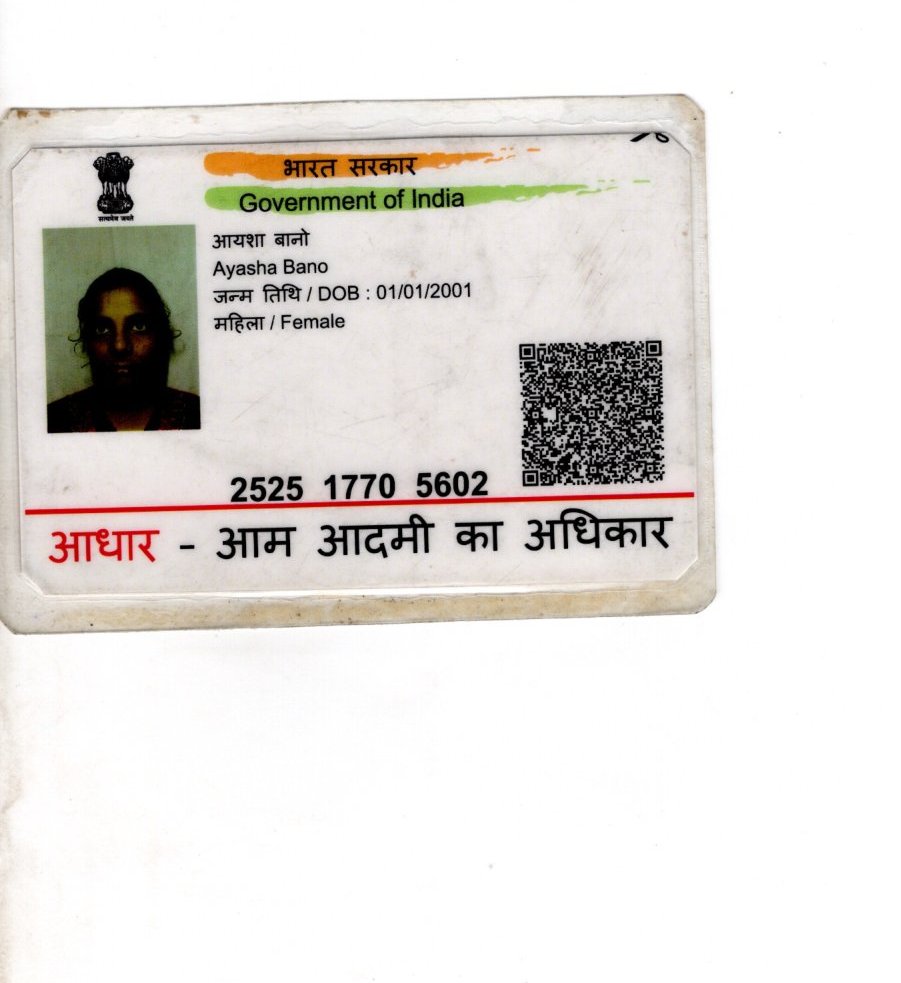 भारत सरकार
Government of India
सत्यमेव जयते
आयशा बानो
Ayasha Bano
जन्म तिथि / DOB : 01/01/2001
महिला / Female
2525 1770 5602
आधार - आम आदमी का अधिकार